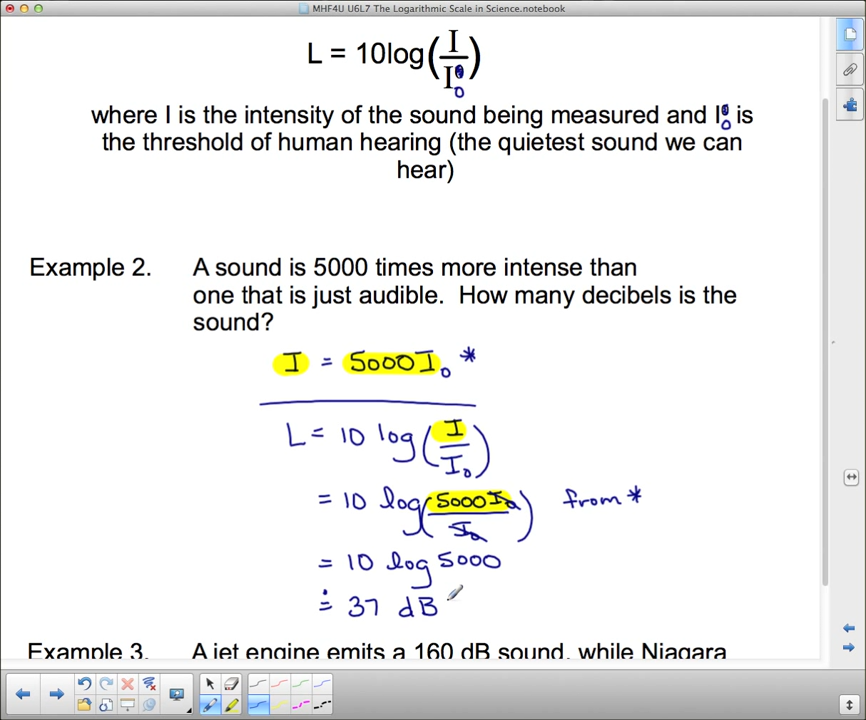 MHF4U U6L7 The Logarithmic Scale in Science.notebook
L = 10log(I/I₀)
where I is the intensity of the sound being measured and I₀ is
the threshold of human hearing (the quietest sound we can
hear)
Example 2. A sound is 5000 times more intense than
one that is just audible. How many decibels is the
sound?
I = 5000I₀ *
L = 10 log(I/I₀)
= 10 log(5000I₀/I₀) from *
= 10 log 5000
≐ 37 dB
Example 3. A jet engine emits a 160 dB sound, while Niagara